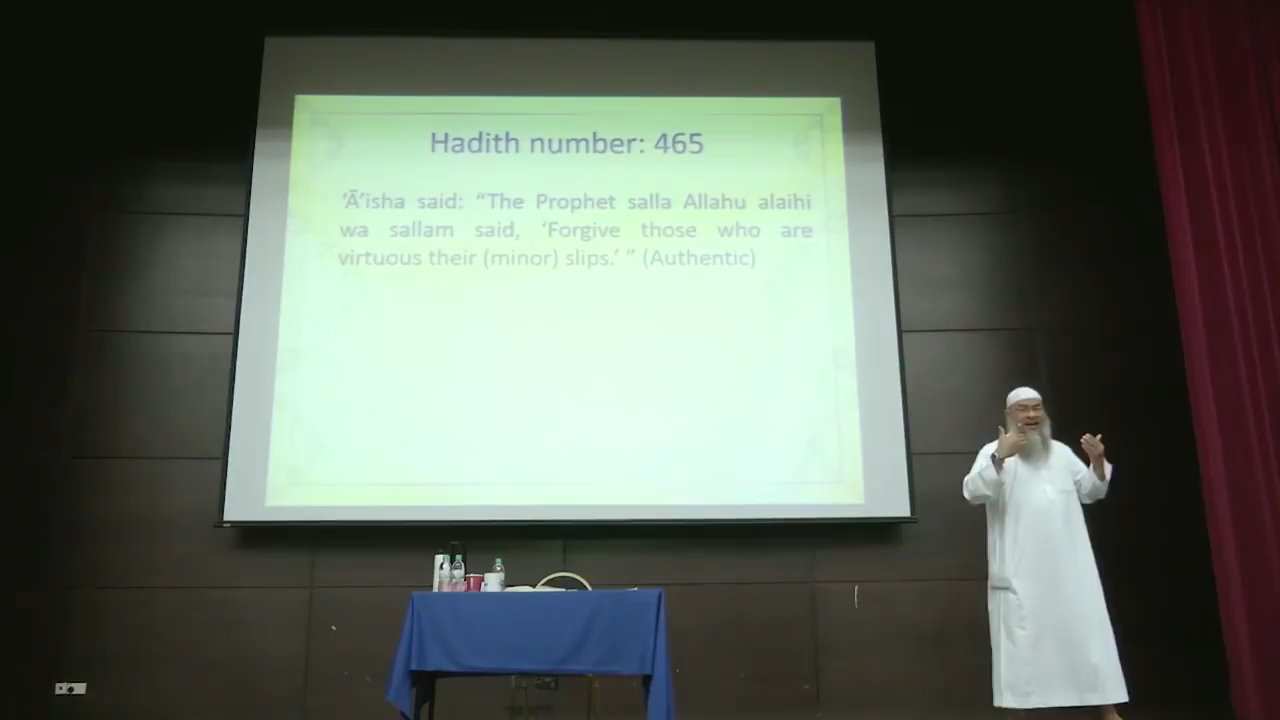 Hadith number: 465
‘Ā’isha said: “The Prophet salla Allahu alaihi
wa sallam said, ‘Forgive those who are
virtuous their (minor) slips.’ ” (Authentic)